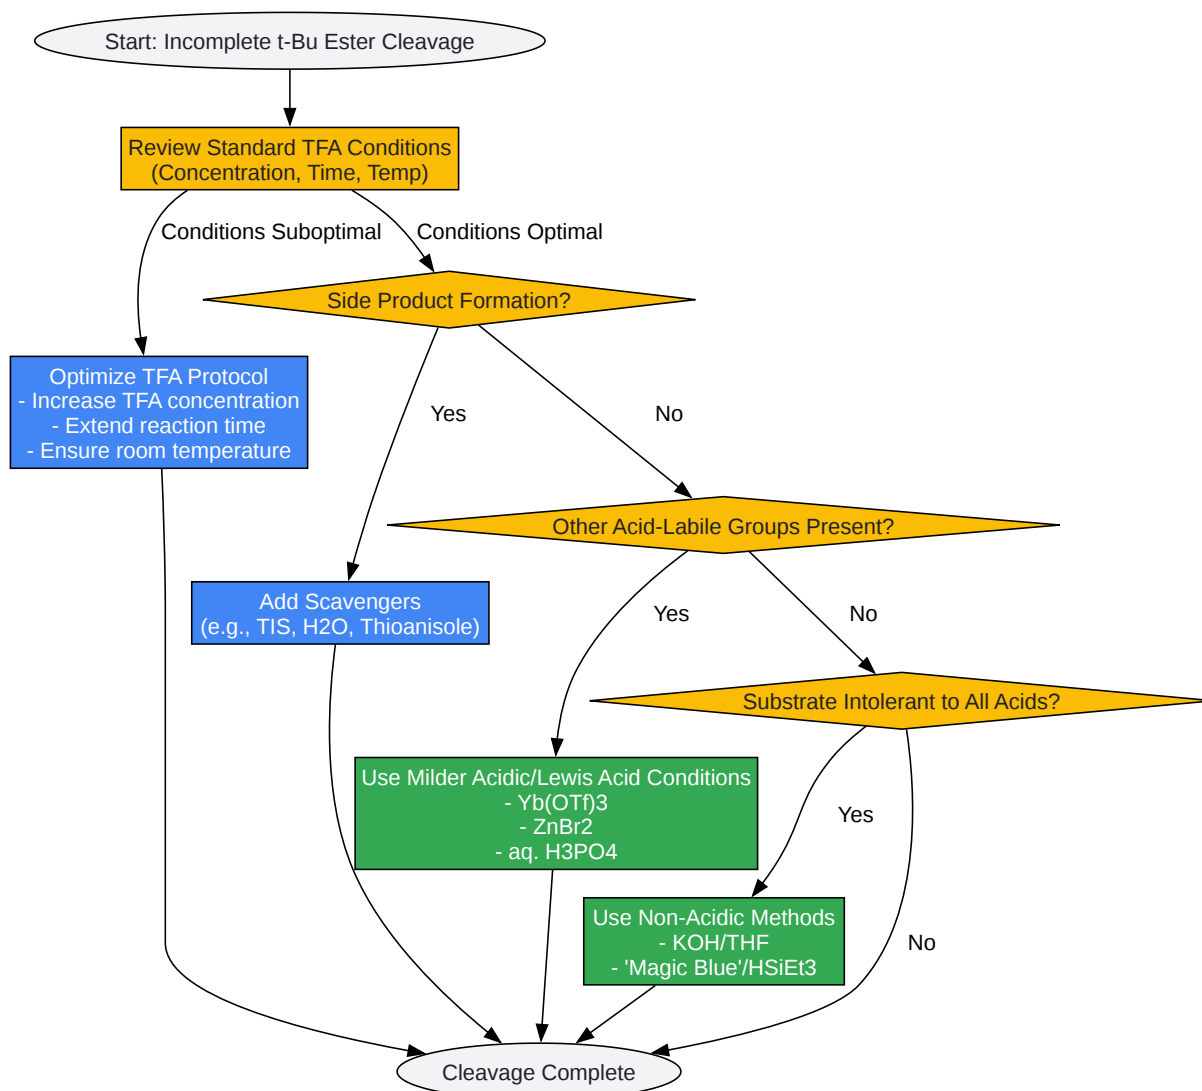 Start: Incomplete t-Bu Ester Cleavage
Review Standard TFA Conditions
(Concentration, Time, Temp)
Conditions Suboptimal
Conditions Optimal
Side Product Formation?
Optimize TFA Protocol
- Increase TFA concentration
- Extend reaction time
- Ensure room temperature
Yes
No
Other Acid-Labile Groups Present?
Add Scavengers
(e.g., TIS, H2O, Thioanisole)
Yes
No
Substrate Intolerant to All Acids?
Use Milder Acidic/Lewis Acid Conditions
- Yb(OTf)3
- ZnBr2
- aq. H3PO4
Yes
Use Non-Acidic Methods
- KOH/THF
- 'Magic Blue'/HSiEt3
No
Cleavage Complete